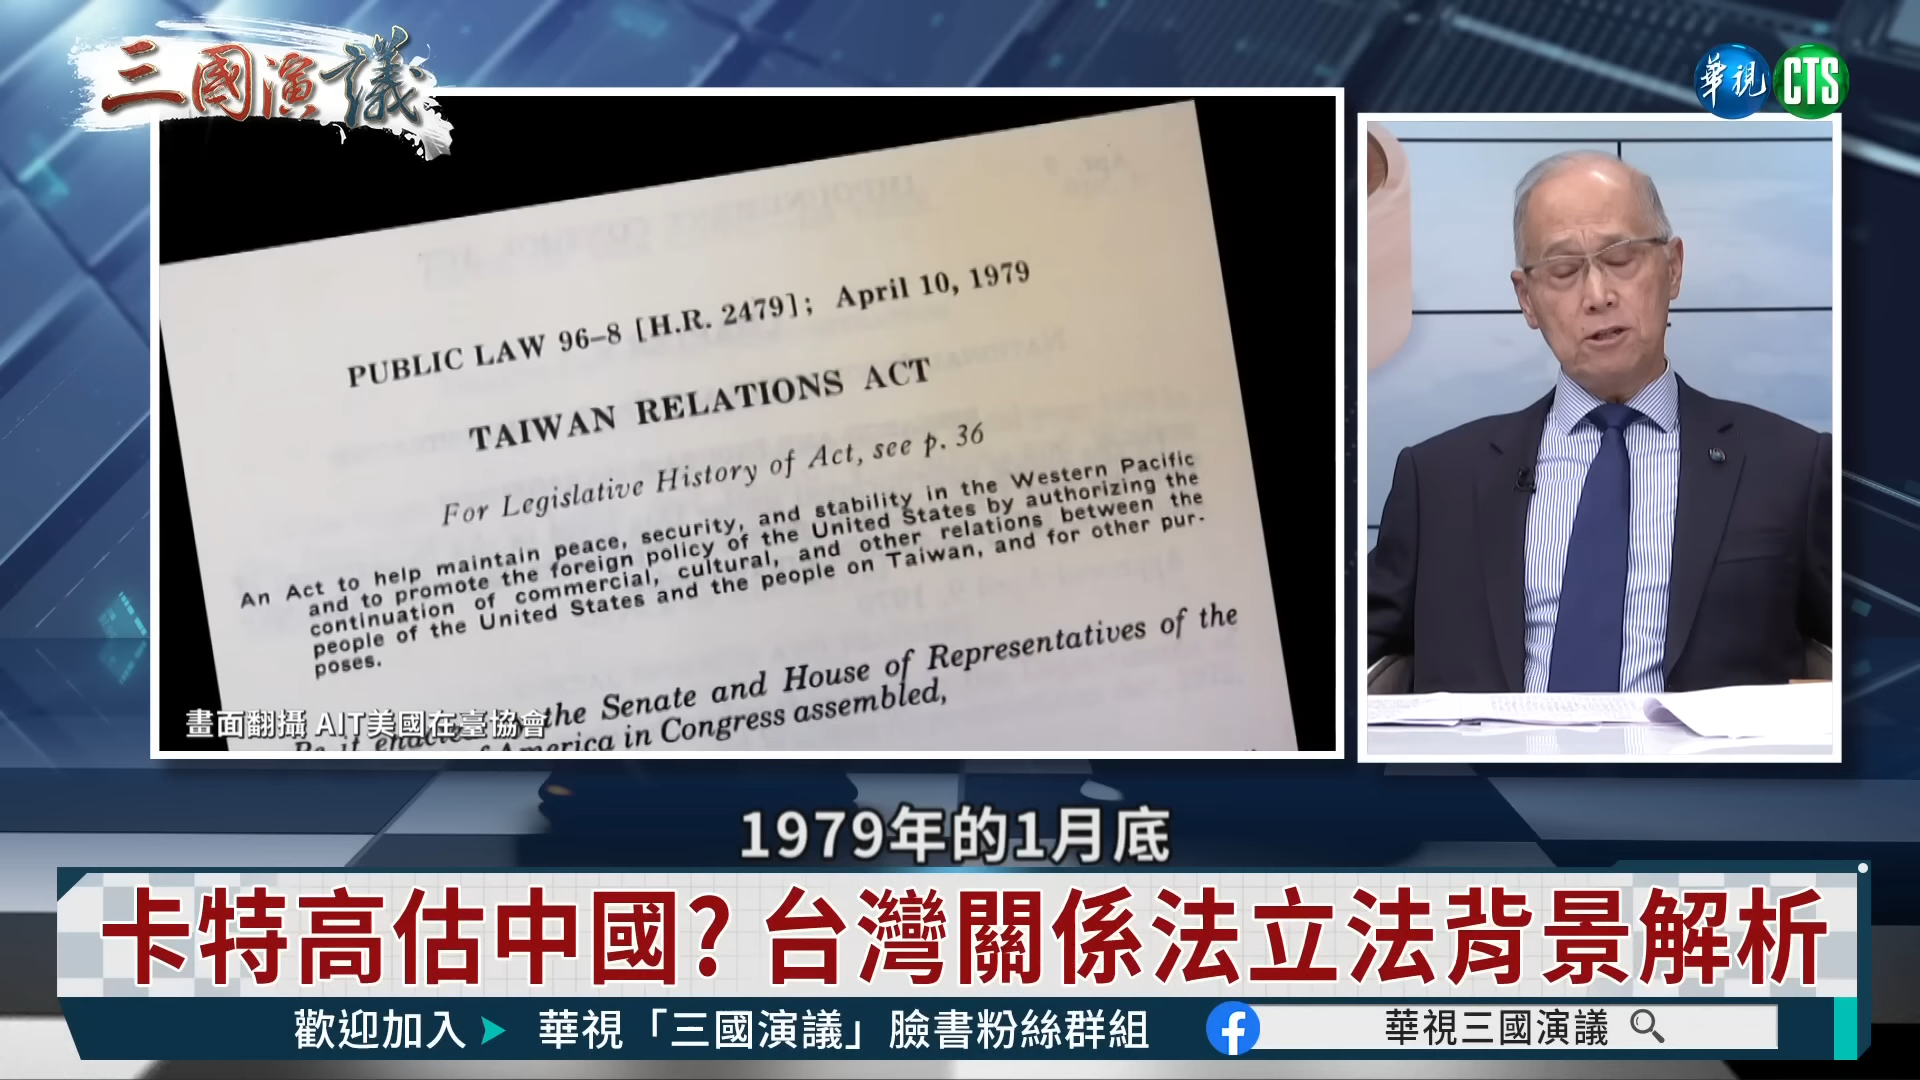 三國演議
華視 CTS
PUBLIC LAW 96–8 [H.R. 2479]; April 10, 1979
TAIWAN RELATIONS ACT
For Legislative History of Act, see p. 36
An Act to help maintain peace, security, and stability in the Western Pacific
and to promote the foreign policy of the United States by authorizing the
continuation of commercial, cultural, and other relations between the
people of the United States and the people on Taiwan, and for other pur-
poses.
Be it enacted the Senate and House of Representatives of the
of America in Congress assembled,
畫面翻攝 AIT美國在臺協會
1979年的1月底
卡特高估中國? 台灣關係法立法背景解析
歡迎加入 華視「三國演議」臉書粉絲群組
華視三國演議